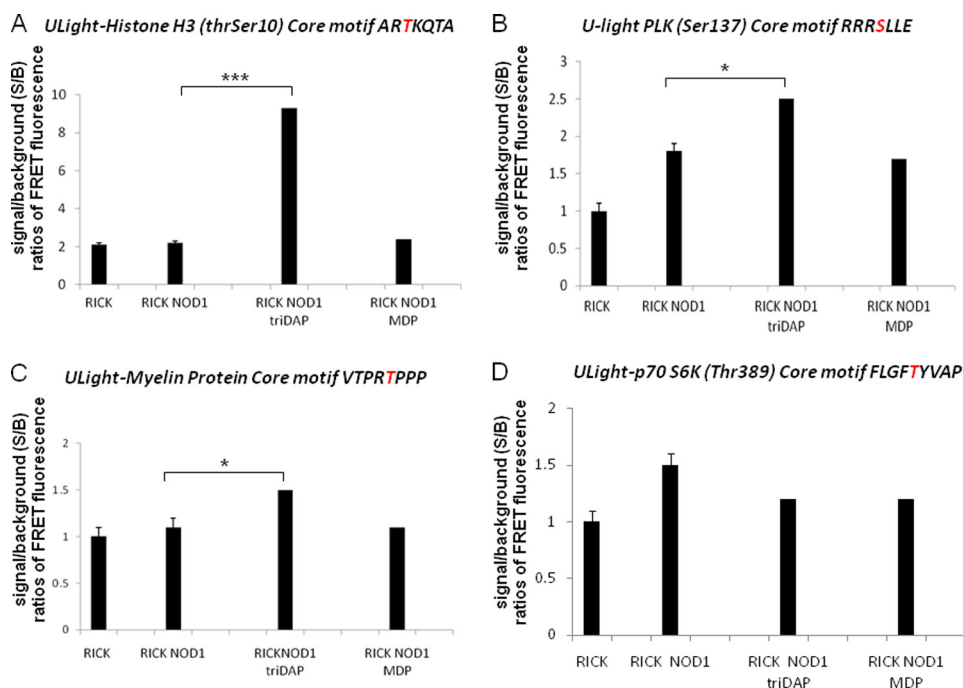 A
ULight-Histone H3 (thrSer10) Core motif ARTKQTA
signal/background (S/B)
ratios of FRET fluorescence
10
8
6
4
2
0
***
RICK
RICK NOD1
RICK NOD1
triDAP
RICK NOD1
MDP
B
U-light PLK (Ser137) Core motif RRRSLLE
signal/background (S/B)
ratios of FRET fluorescence
3
2.5
2
1.5
1
0.5
0
*
RICK
RICK NOD1
RICK NOD1
triDAP
RICK NOD1
MDP
C
ULight-Myelin Protein Core motif VTPRTPPP
signal/background (S/B)
ratios of FRET fluorescence
2
1.5
1
0.5
0
*
RICK
RICK NOD1
RICKNOD1
triDAP
RICK NOD1
MDP
D
ULight-p70 S6K (Thr389) Core motif FLGFTYVAP
signal/background (S/B)
ratios of FRET fluorescence
2
1.5
1
0.5
0
RICK
RICK NOD1
RICK NOD1
triDAP
RICK NOD1
MDP